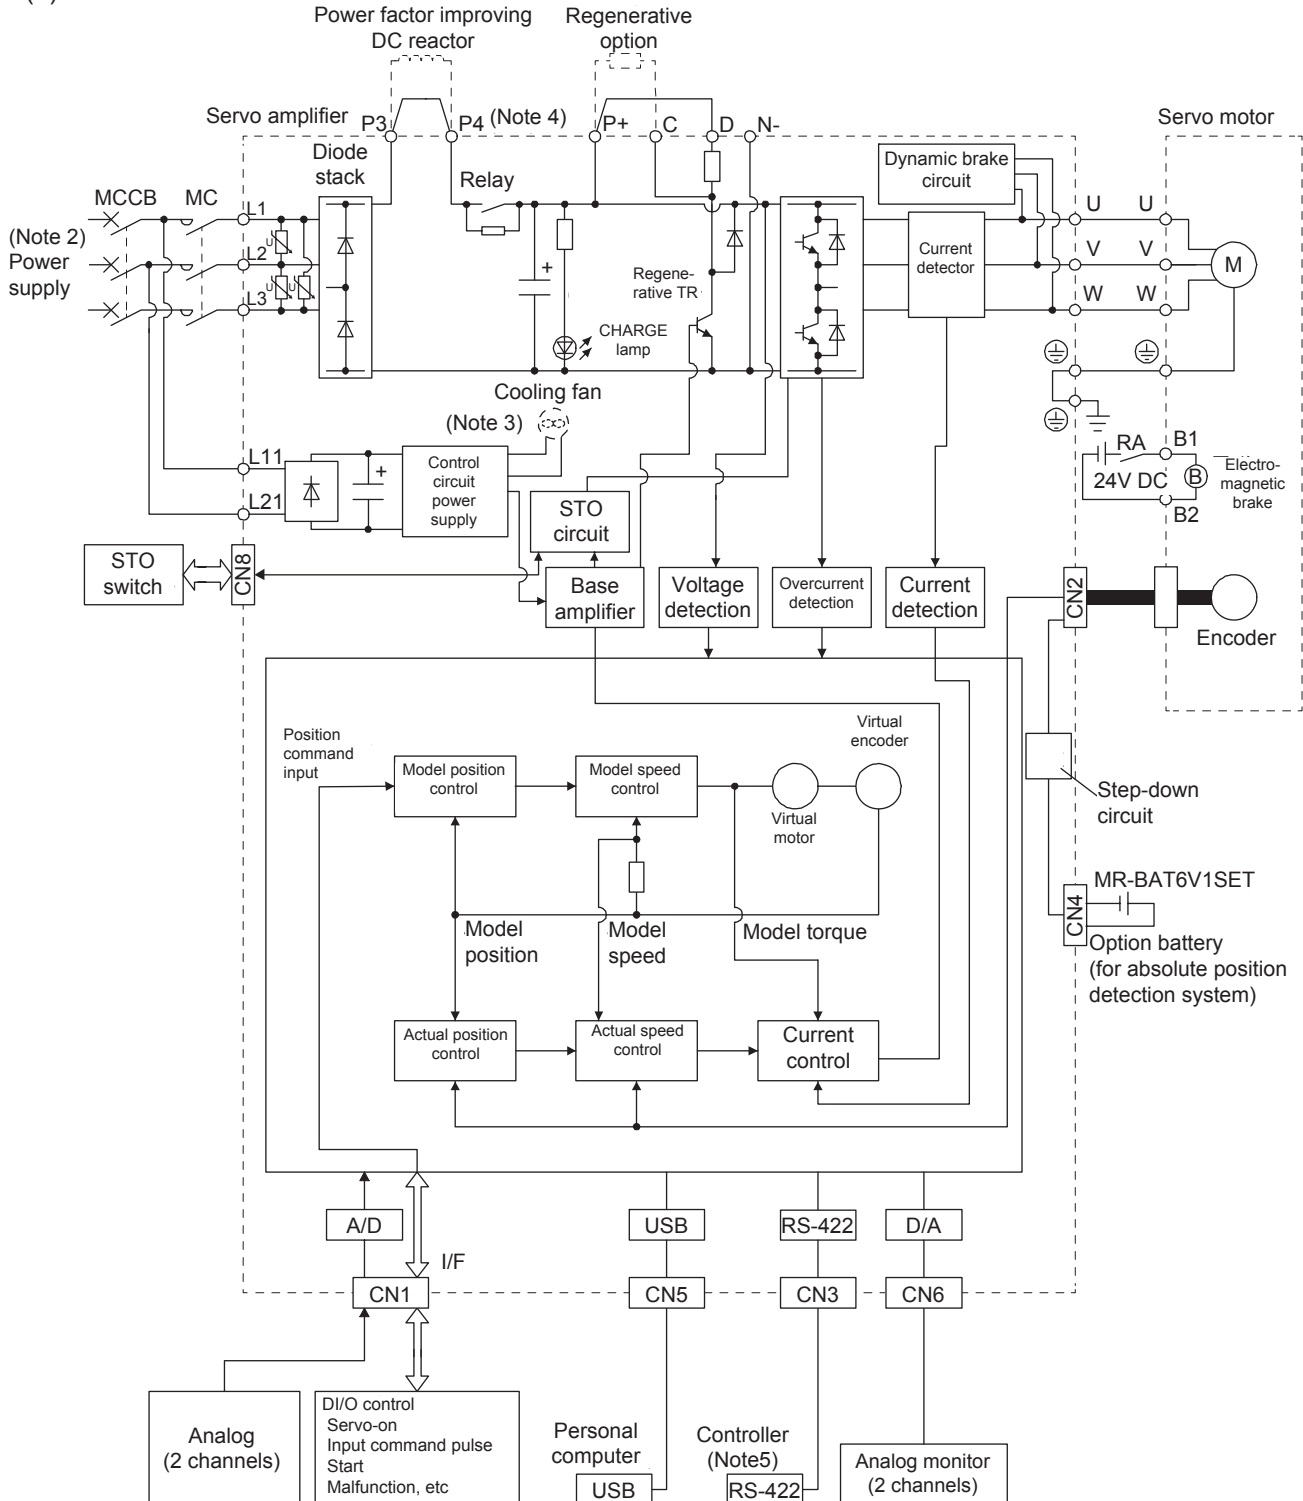 Power factor improving
DC reactor
Regenerative
option
Servo amplifier
P3
P4
(Note 4)
P+
C
D
N-
Servo motor
Diode
stack
Relay
Dynamic brake
circuit
MCCB
MC
L1
L2
L3
(Note 2)
Power
supply
U
U
U
U
U
V
V
W
W
M
Current
detector
+
Regene-
rative TR
CHARGE
lamp
Cooling fan
(Note 3)
L11
L21
+
Control
circuit
power
supply
STO
circuit
RA
24V DC
B1
B
B2
Electro-
magnetic
brake
STO
switch
CN8
Base
amplifier
Voltage
detection
Overcurrent
detection
Current
detection
CN2
Encoder
Position
command
input
Model position
control
Model speed
control
Virtual
motor
Virtual
encoder
Step-down
circuit
Model
position
Model
speed
Model torque
MR-BAT6V1SET
CN4
Option battery
(for absolute position
detection system)
Actual position
control
Actual speed
control
Current
control
A/D
I/F
USB
RS-422
D/A
CN1
CN5
CN3
CN6
Analog
(2 channels)
DI/O control
Servo-on
Input command pulse
Start
Malfunction, etc
Personal
computer
USB
Controller
(Note5)
RS-422
Analog monitor
(2 channels)